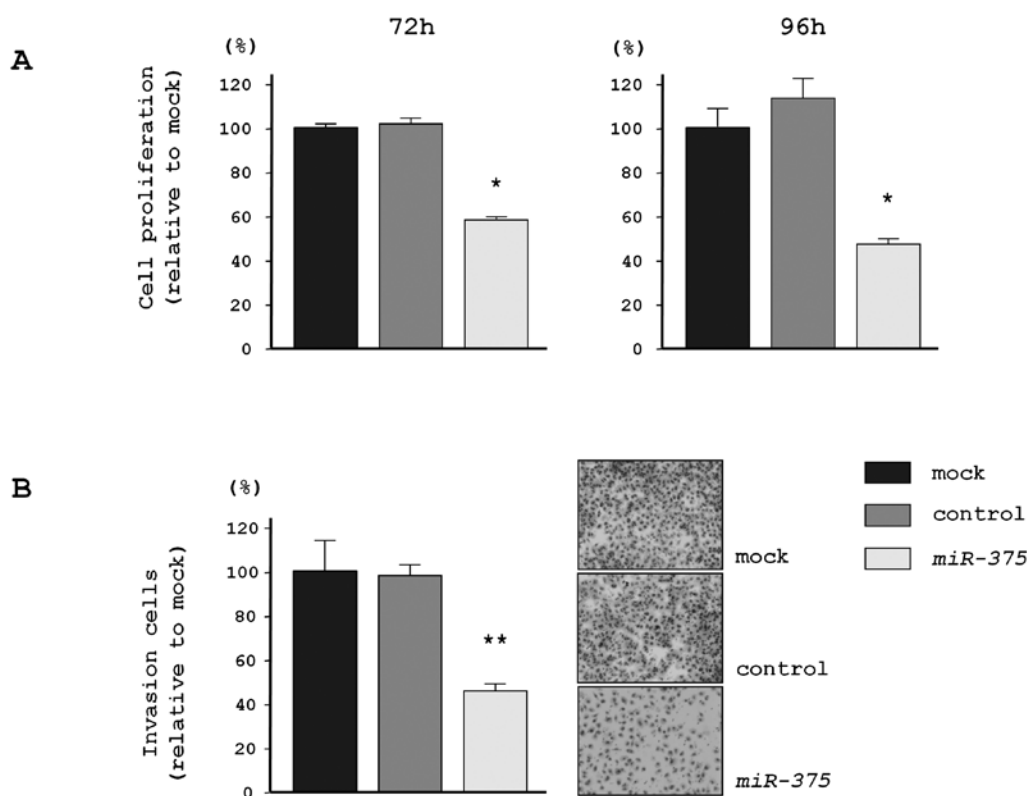 A
72h
(%)
Cell proliferation
(relative to mock)
120
100
80
60
40
20
0
*
96h
(%)
120
100
80
60
40
20
0
*
B
(%)
Invasion cells
(relative to mock)
120
100
80
60
40
20
0
**
mock
control
miR-375
mock
control
miR-375